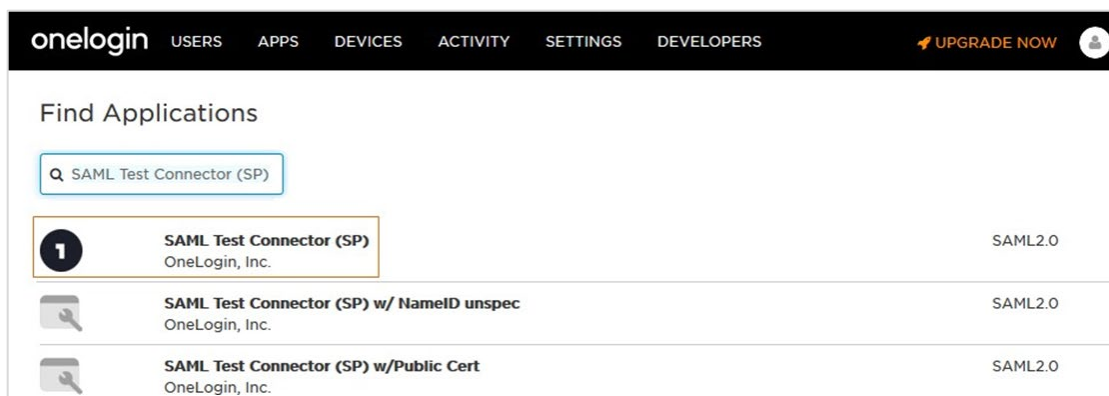 onelogin USERS APPS DEVICES ACTIVITY SETTINGS DEVELOPERS UPGRADE NOW
Find Applications
SAML Test Connector (SP)
1 SAML Test Connector (SP) SAML2.0
OneLogin, Inc.
SAML Test Connector (SP) w/ NameID unspec SAML2.0
OneLogin, Inc.
SAML Test Connector (SP) w/Public Cert SAML2.0
OneLogin, Inc.